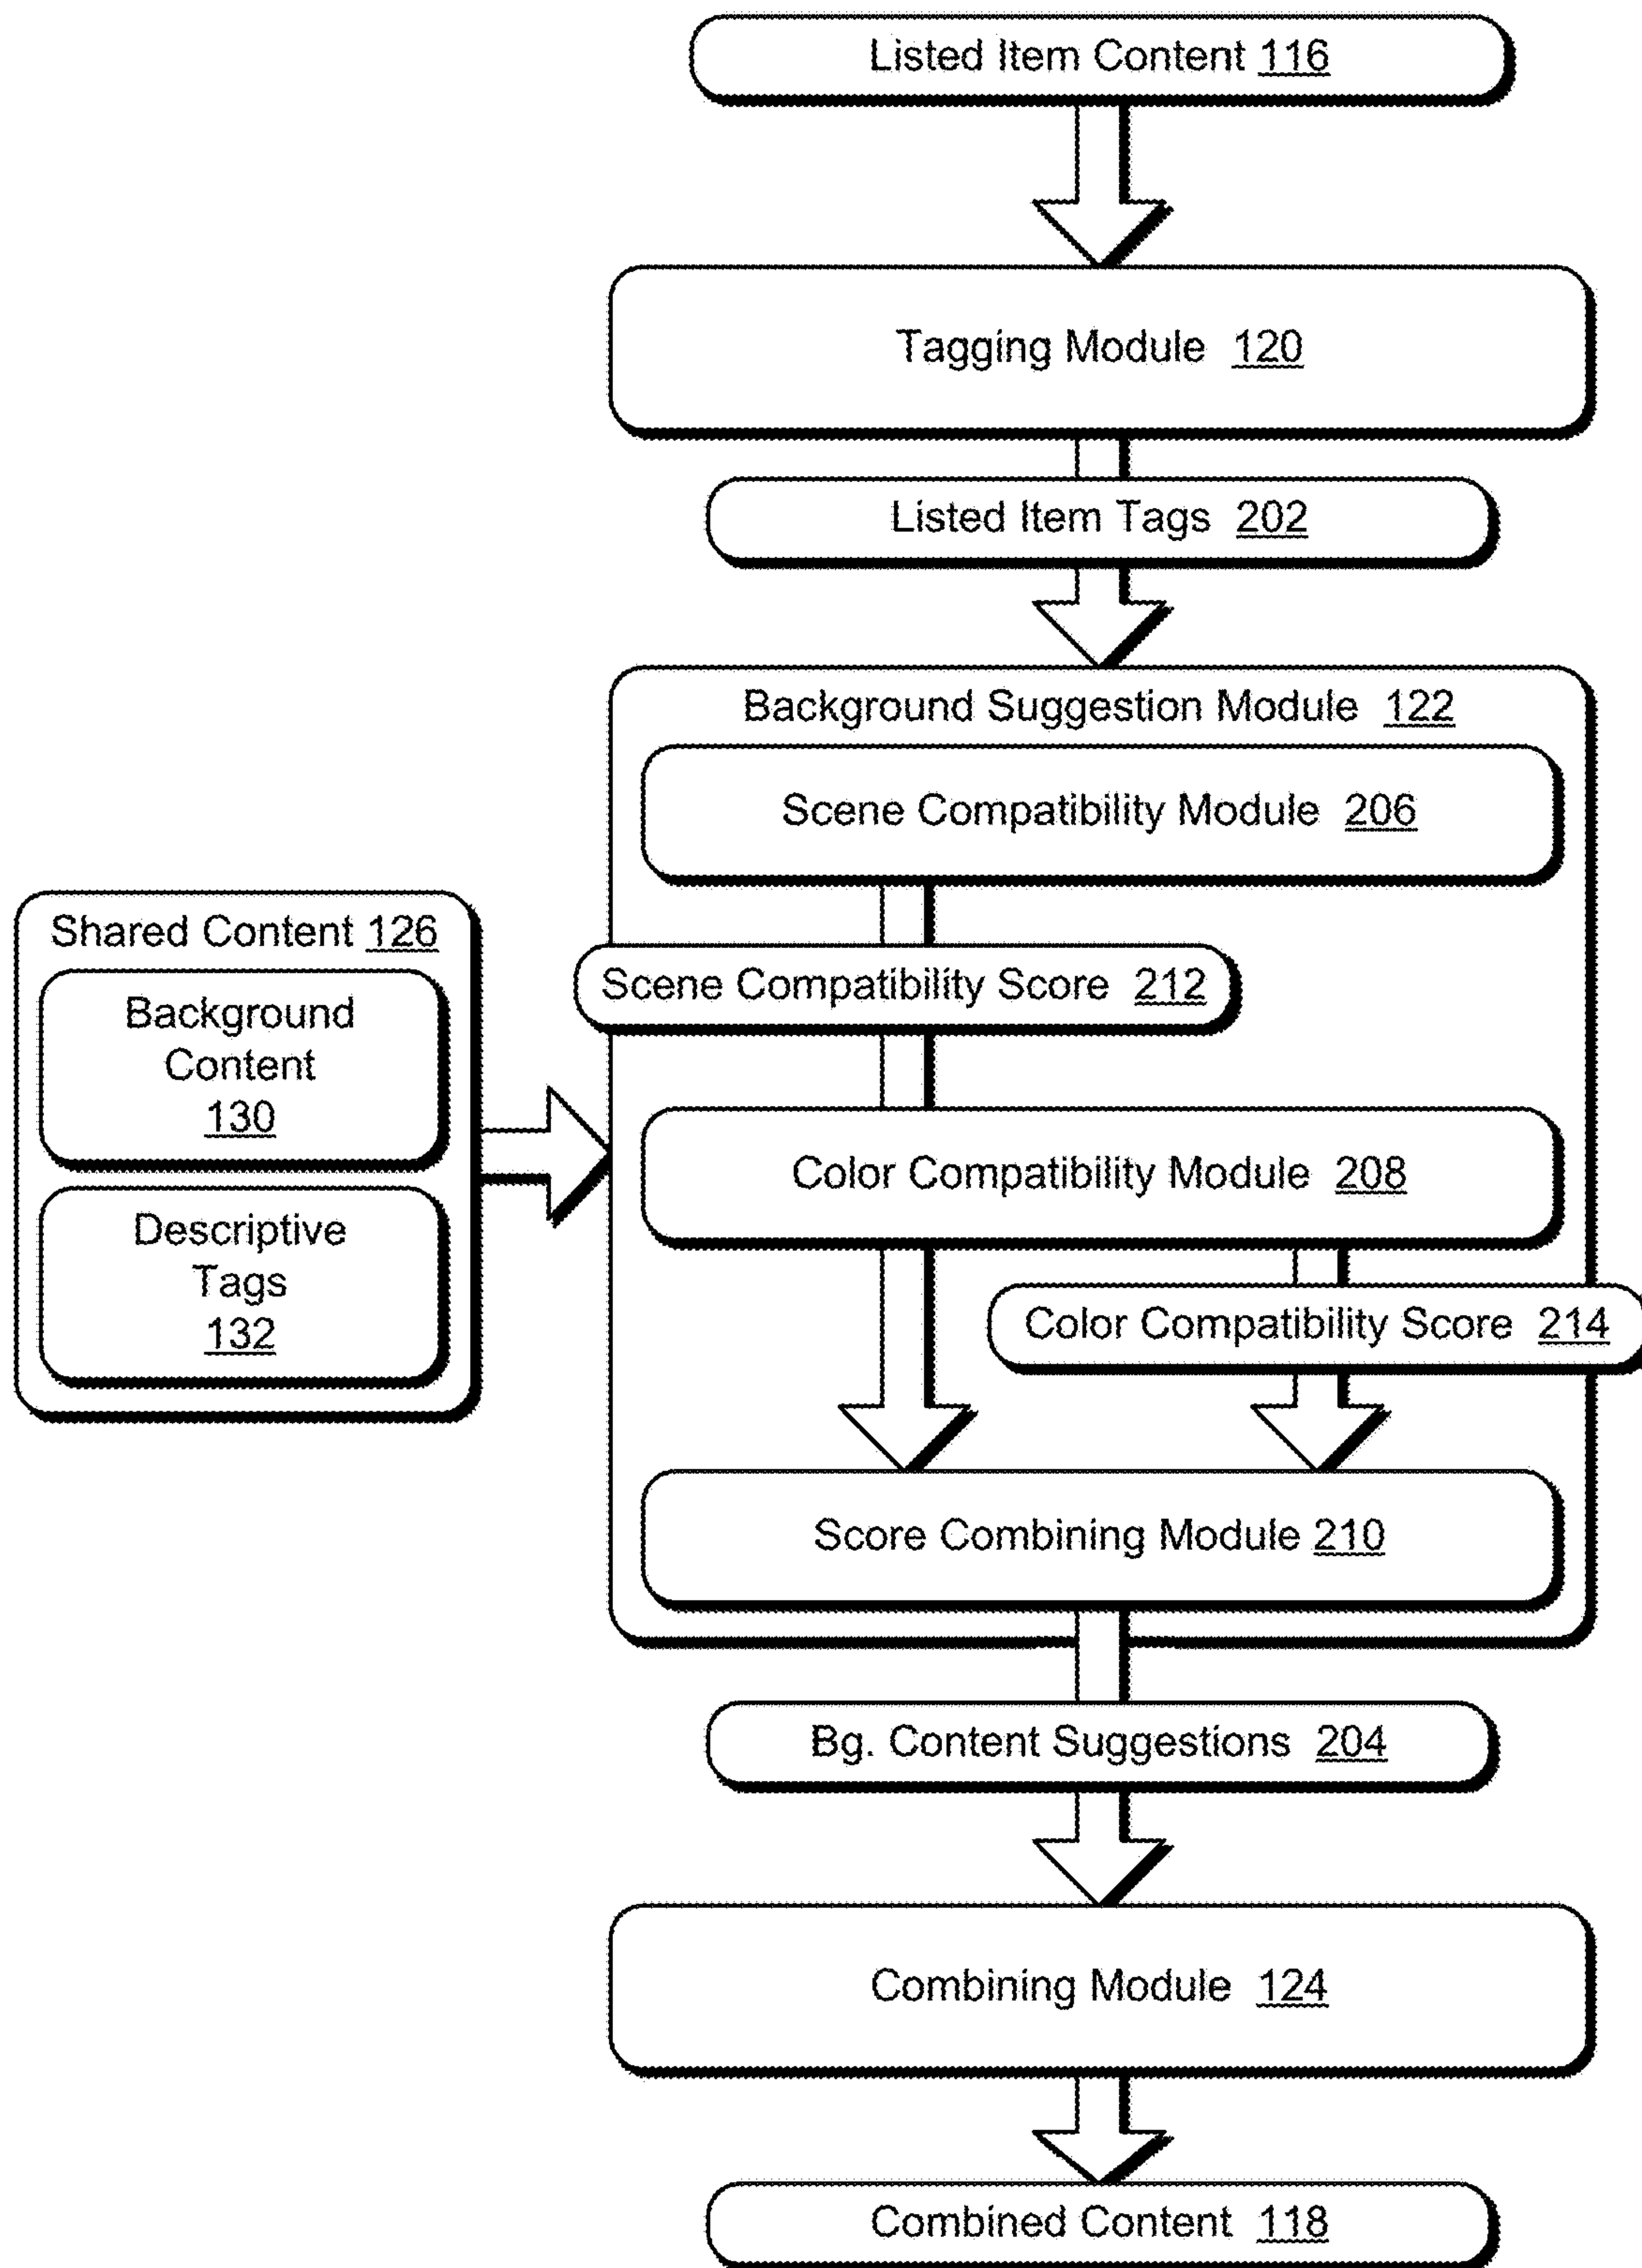 Listed Item Content 116
Tagging Module 120
Listed Item Tags 202
Background Suggestion Module 122
Scene Compatibility Module 206
Shared Content 126
Background
Content
130
Descriptive
Tags
132
Scene Compatibility Score 212
Color Compatibility Module 208
Color Compatibility Score 214
Score Combining Module 210
Bg. Content Suggestions 204
Combining Module 124
Combined Content 118